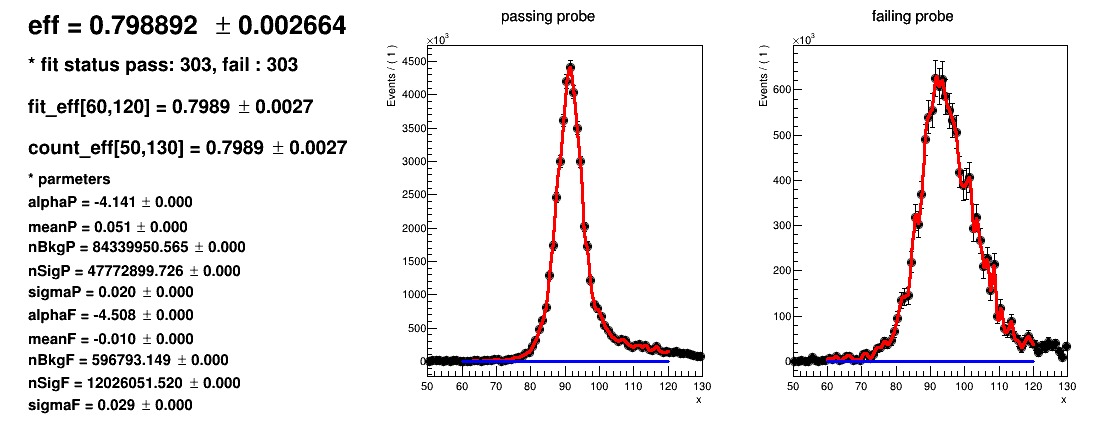 eff = 0.798892 ± 0.002664
* fit status pass: 303, fail : 303
fit_eff[60,120] = 0.7989 ± 0.0027
count_eff[50,130] = 0.7989 ± 0.0027
* parmeters
alphaP = -4.141 ± 0.000
meanP = 0.051 ± 0.000
nBkgP = 84339950.565 ± 0.000
nSigP = 47772899.726 ± 0.000
sigmaP = 0.020 ± 0.000
alphaF = -4.508 ± 0.000
meanF = -0.010 ± 0.000
nBkgF = 596793.149 ± 0.000
nSigF = 12026051.520 ± 0.000
sigmaF = 0.029 ± 0.000
passing probe
×10³
Events / ( 1 )
4500
4000
3500
3000
2500
2000
1500
1000
500
0
50 60 70 80 90 100 110 120 130
x
failing probe
×10³
Events / ( 1 )
600
500
400
300
200
100
0
50 60 70 80 90 100 110 120 130
x